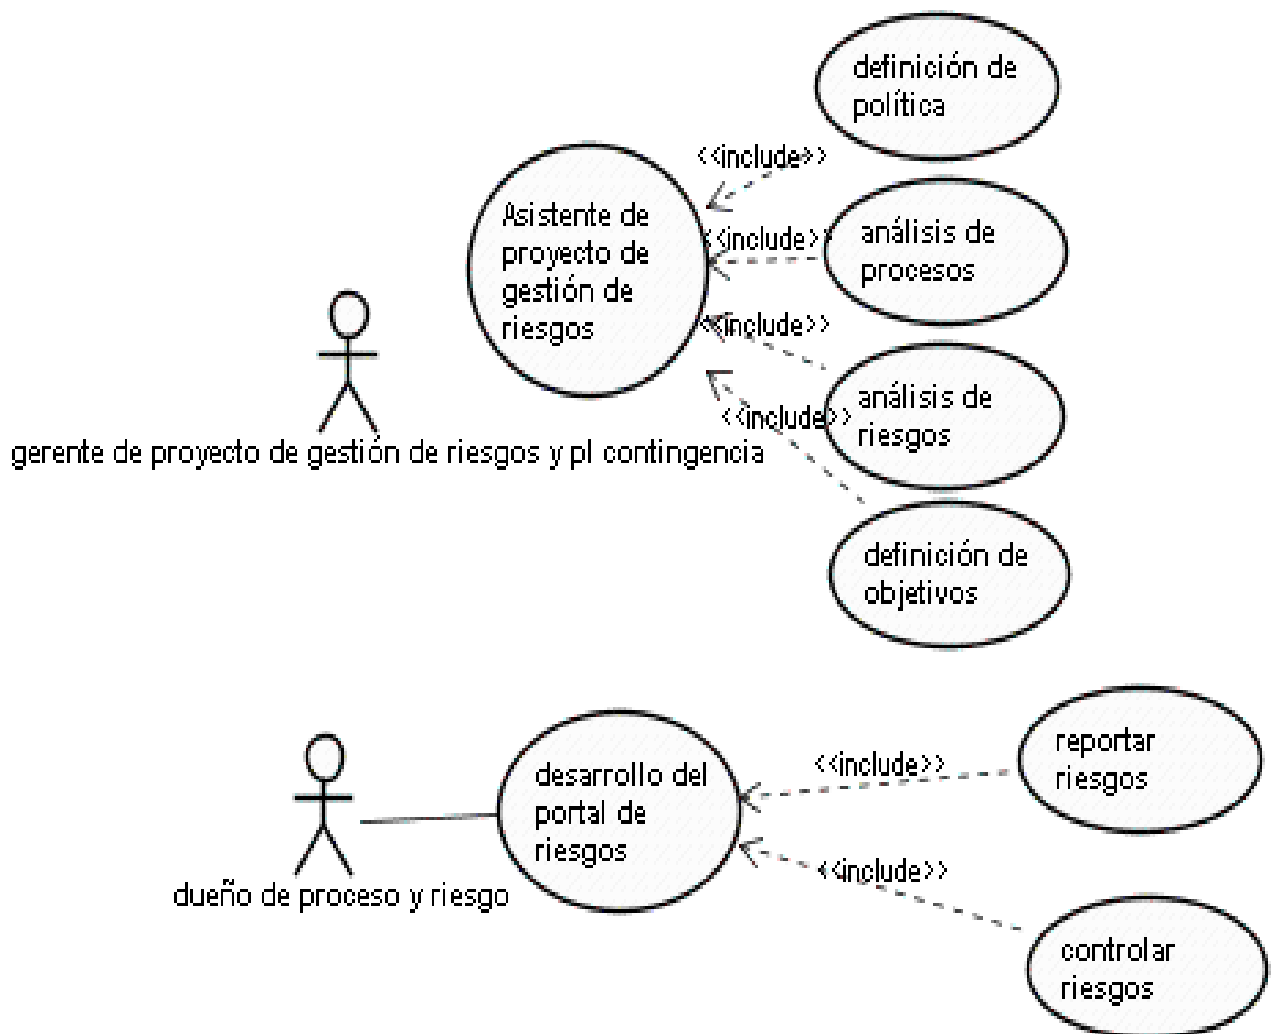 definición de
política
<<include>>
Asistente de
proyecto de
gestión de
riesgos
<<include>>
análisis de
procesos
<<include>>
análisis de
riesgos
<<include>>
gerente de proyecto de gestión de riesgos y pl contingencia
definición de
objetivos
desarrollo del
portal de
riesgos
<<include>>
reportar
riesgos
<<include>>
dueño de proceso y riesgo
controlar
riesgos